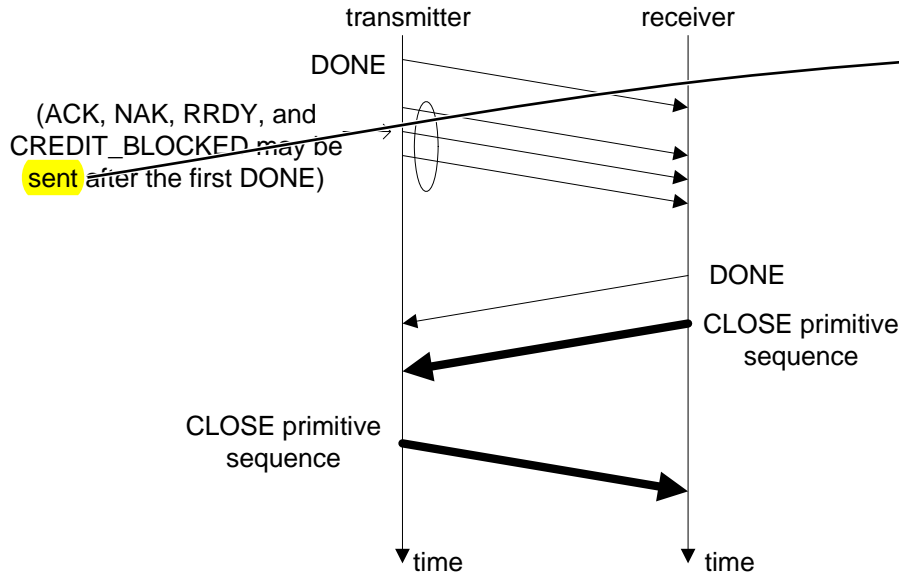 transmitter
receiver
DONE
(ACK, NAK, RRDY, and
CREDIT_BLOCKED may be
sent after the first DONE)
DONE
CLOSE primitive
sequence
CLOSE primitive
sequence
time
time